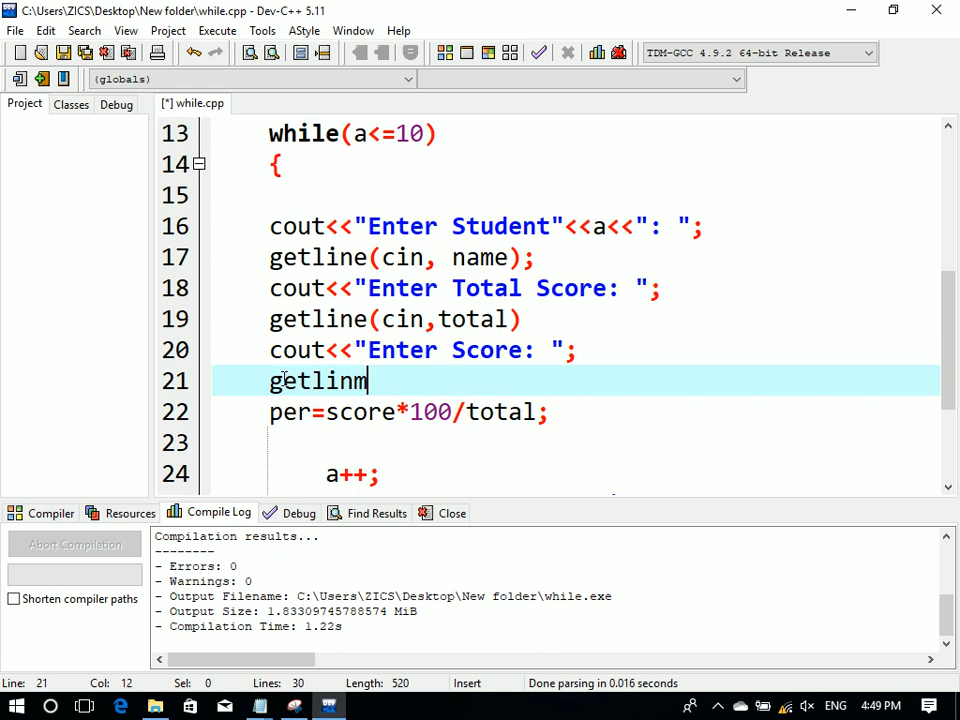 C:\Users\ZICS\Desktop\New folder\while.cpp - Dev-C++ 5.11
File Edit Search View Project Execute Tools AStyle Window Help
TDM-GCC 4.9.2 64-bit Release
(globals)
Project Classes Debug [*] while.cpp
13 while(a<=10)
14 {
15
16 cout<<"Enter Student"<<a<<": ";
17 getline(cin, name);
18 cout<<"Enter Total Score: ";
19 getline(cin,total)
20 cout<<"Enter Score: ";
21 getlinm
22 per=score*100/total;
23
24 a++;
Compiler Resources Compile Log Debug Find Results Close
Abort Compilation
Shorten compiler paths
Compilation results...
--------
- Errors: 0
- Warnings: 0
- Output Filename: C:\Users\ZICS\Desktop\New folder\while.exe
- Output Size: 1.83309745788574 MiB
- Compilation Time: 1.22s
Line: 21 Col: 12 Sel: 0 Lines: 30 Length: 520 Insert Done parsing in 0.016 seconds
ENG 4:49 PM